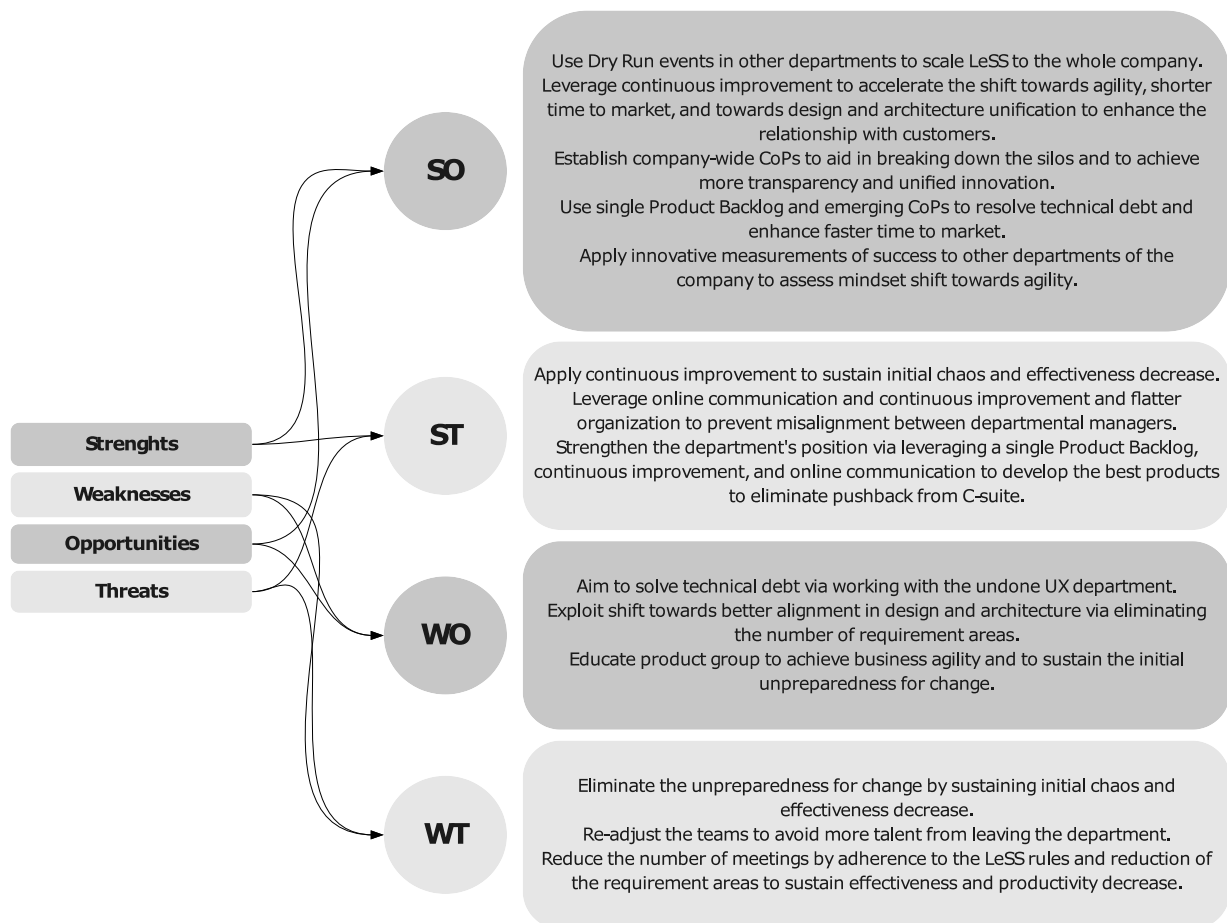 Strenghts
Weaknesses
Opportunities
Threats
SO
Use Dry Run events in other departments to scale LeSS to the whole company.
Leverage continuous improvement to accelerate the shift towards agility, shorter
time to market, and towards design and architecture unification to enhance the
relationship with customers.
Establish company-wide CoPs to aid in breaking down the silos and to achieve
more transparency and unified innovation.
Use single Product Backlog and emerging CoPs to resolve technical debt and
enhance faster time to market.
Apply innovative measurements of success to other departments of the
company to assess mindset shift towards agility.
ST
Apply continuous improvement to sustain initial chaos and effectiveness decrease.
Leverage online communication and continuous improvement and flatter
organization to prevent misalignment between departmental managers.
Strengthen the department's position via leveraging a single Product Backlog,
continuous improvement, and online communication to develop the best products
to eliminate pushback from C-suite.
WO
Aim to solve technical debt via working with the undone UX department.
Exploit shift towards better alignment in design and architecture via eliminating
the number of requirement areas.
Educate product group to achieve business agility and to sustain the initial
unpreparedness for change.
WT
Eliminate the unpreparedness for change by sustaining initial chaos and
effectiveness decrease.
Re-adjust the teams to avoid more talent from leaving the department.
Reduce the number of meetings by adherence to the LeSS rules and reduction of
the requirement areas to sustain effectiveness and productivity decrease.